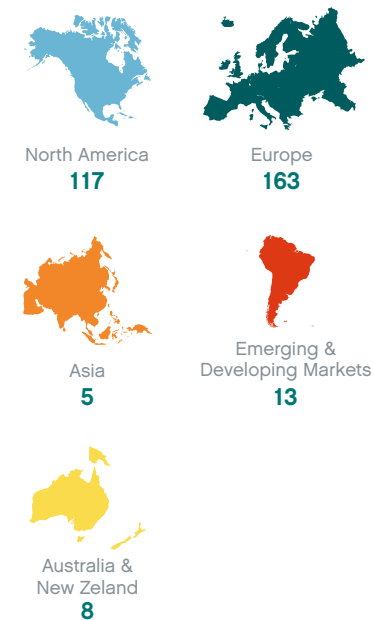 North America
117
Europe
163
Asia
5
Emerging &
Developing Markets
13
Australia &
New Zeland
8